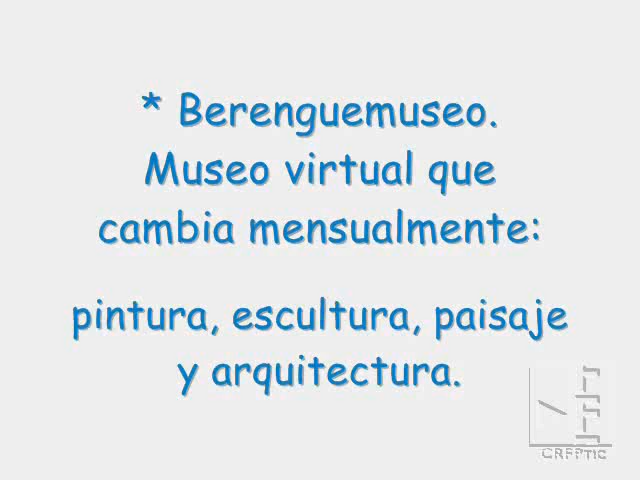 * Berenguemuseo.
Museo virtual que
cambia mensualmente:
pintura, escultura, paisaje
y arquitectura.
CRFPTIC